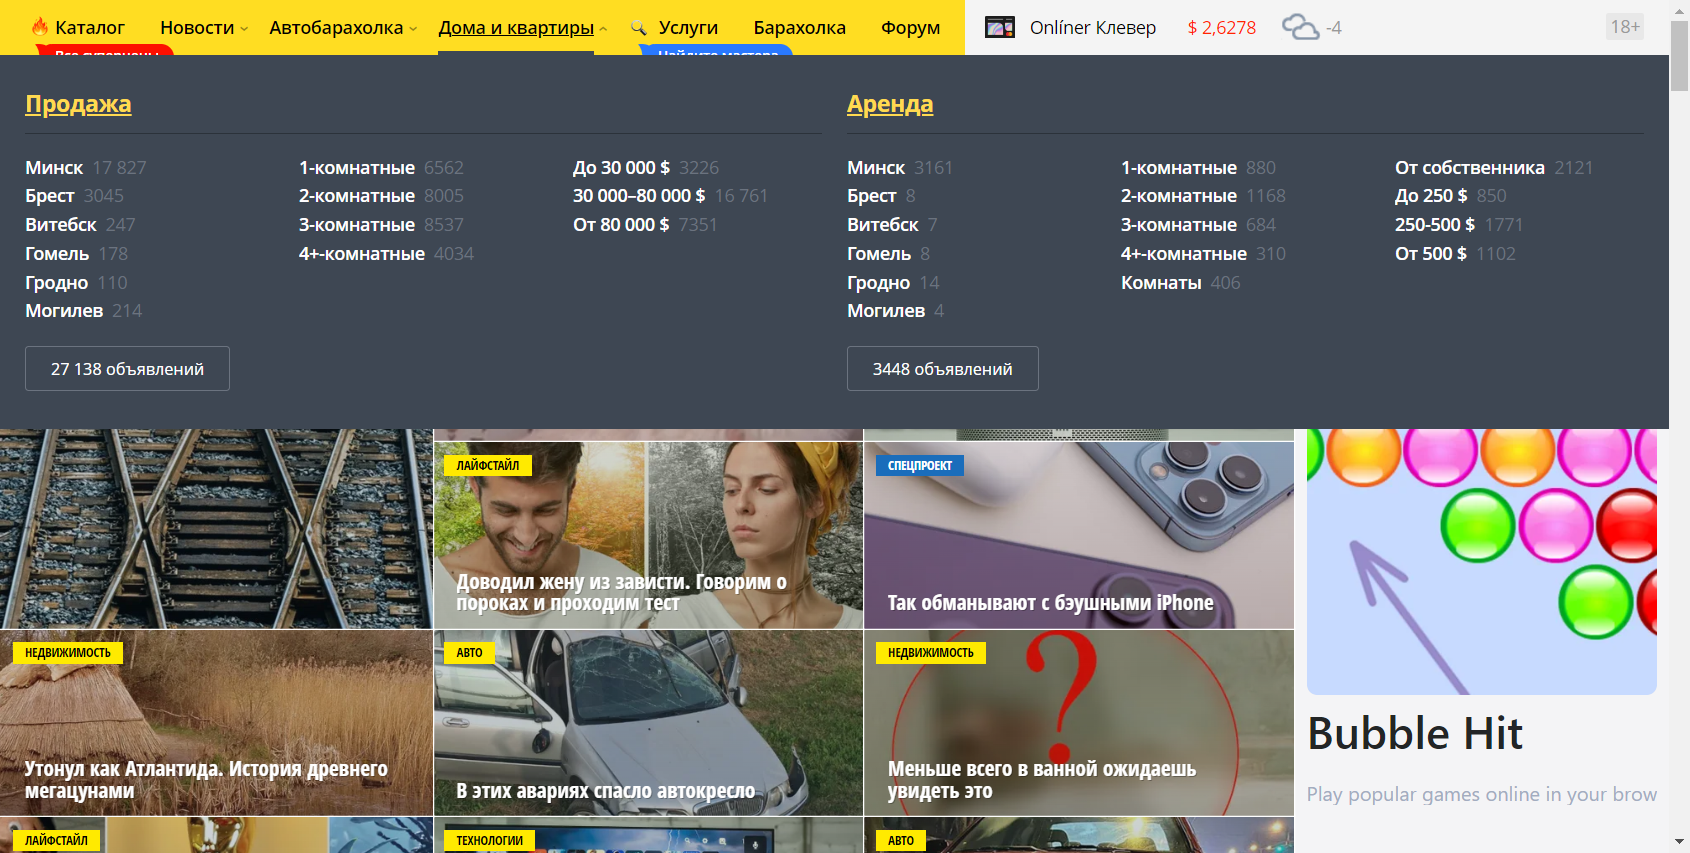 Каталог
Новости
Автобарахолка
Дома и квартиры
Услуги
Барахолка
Форум
Onlíner Клевер
$ 2,6278
-4
18+
Продажа
Минск 17 827
Брест 3045
Витебск 247
Гомель 178
Гродно 110
Могилев 214
1-комнатные 6562
2-комнатные 8005
3-комнатные 8537
4+-комнатные 4034
До 30 000 $ 3226
30 000–80 000 $ 16 761
От 80 000 $ 7351
27 138 объявлений
Аренда
Минск 3161
Брест 8
Витебск 7
Гомель 8
Гродно 14
Могилев 4
1-комнатные 880
2-комнатные 1168
3-комнатные 684
4+-комнатные 310
Комнаты 406
От собственника 2121
До 250 $ 850
250-500 $ 1771
От 500 $ 1102
3448 объявлений
ЛАЙФСТАЙЛ
Доводил жену из зависти. Говорим о
пороках и проходим тест
СПЕЦПРОЕКТ
Так обманывают с бэушными iPhone
НЕДВИЖИМОСТЬ
Утонул как Атлантида. История древнего
мегацунами
АВТО
В этих авариях спасло автокресло
НЕДВИЖИМОСТЬ
?
Меньше всего в ванной ожидаешь
увидеть это
Bubble Hit
Play popular games online in your brow
ЛАЙФСТАЙЛ
ТЕХНОЛОГИИ
АВТО